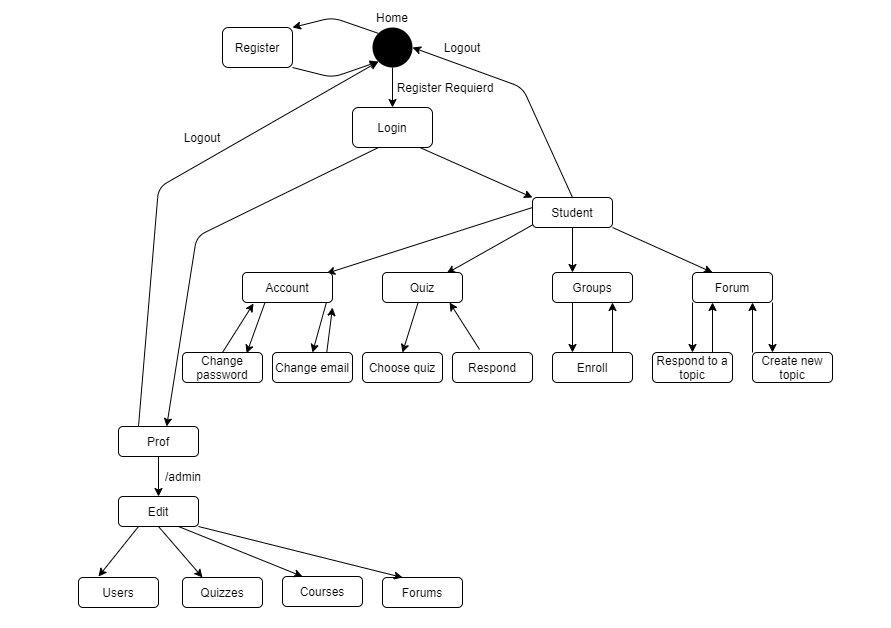 Home
Register
Logout
Register Requierd
Login
Logout
Student
Account
Quiz
Groups
Forum
Change
password
Change email
Choose quiz
Respond
Enroll
Respond to a
topic
Create new
topic
Prof
/admin
Edit
Users
Quizzes
Courses
Forums